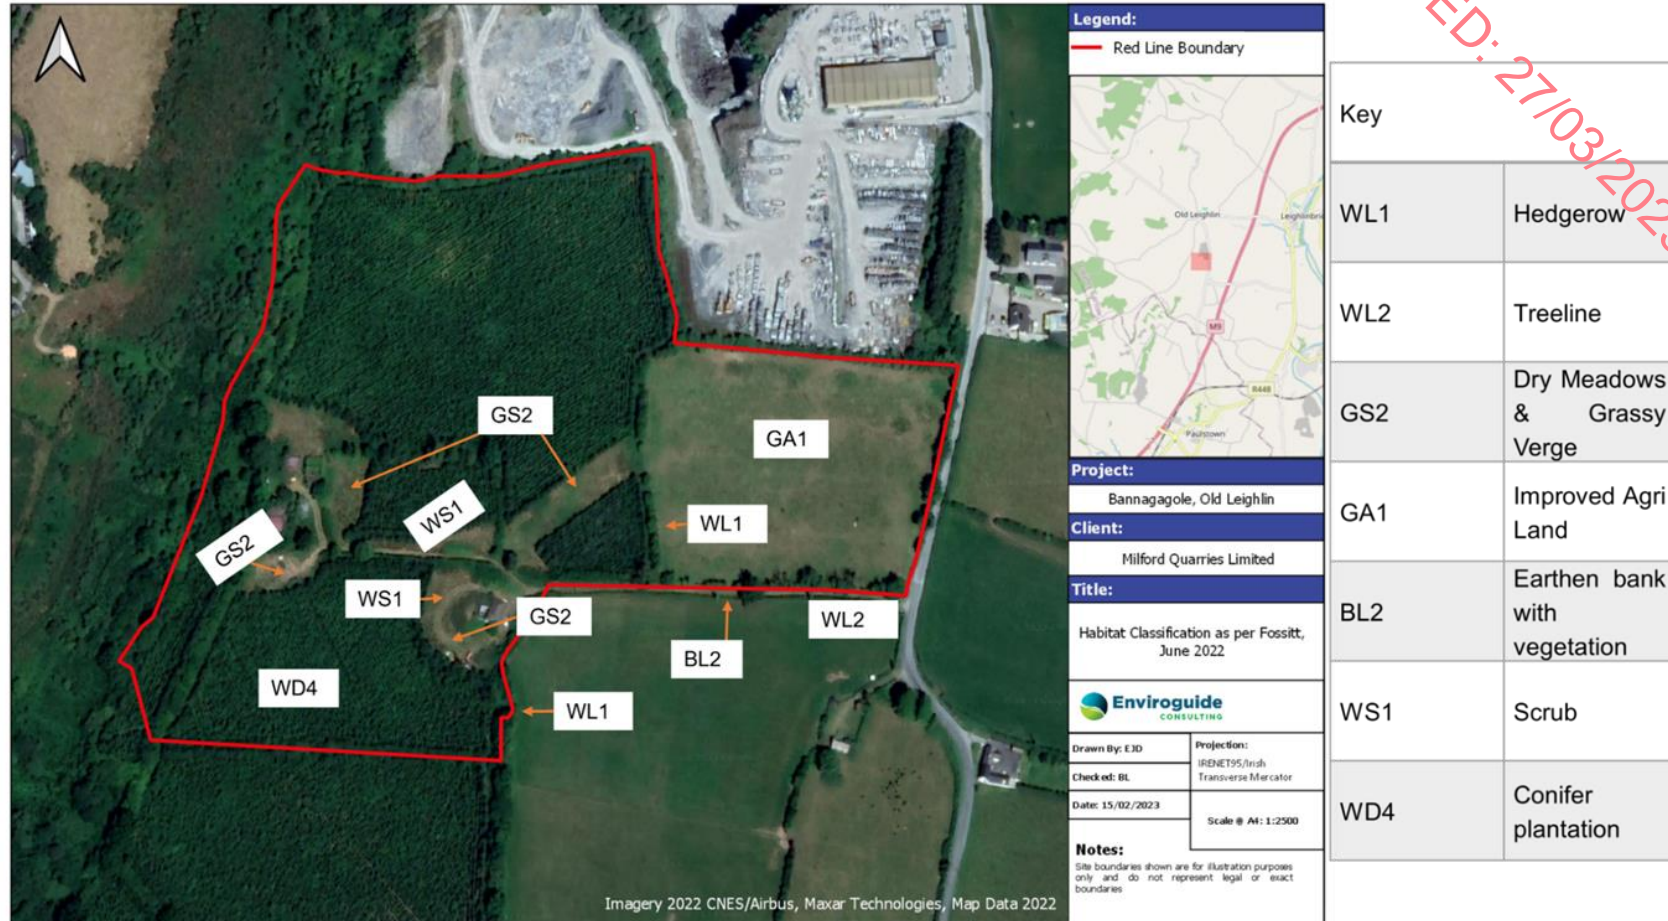 GS2
GA1
WS1
WL1
GS2
WS1
GS2
WL2
BL2
WD4
WL1
Imagery 2022 CNES/Airbus, Maxar Technologies, Map Data 2022
Legend:
Red Line Boundary
Old Leighlin
M9
R448
Paulstown
Project:
Bannagagole, Old Leighlin
Client:
Milford Quarries Limited
Title:
Habitat Classification as per Fossitt,
June 2022
Enviroguide
CONSULTING
Drawn By: EJD
Projection:
IRENET95/Irish
Transverse Mercator
Checked: BL
Date: 15/02/2023
Scale @ A4: 1:2500
Notes:
Site boundaries shown are for illustration purposes
only and do not represent legal or exact
boundaries
ED: 27/03/2023
Key
WL1 Hedgerow
WL2 Treeline
GS2 Dry Meadows
& Grassy
Verge
GA1 Improved Agri
Land
BL2 Earthen bank
with
vegetation
WS1 Scrub
WD4 Conifer
plantation